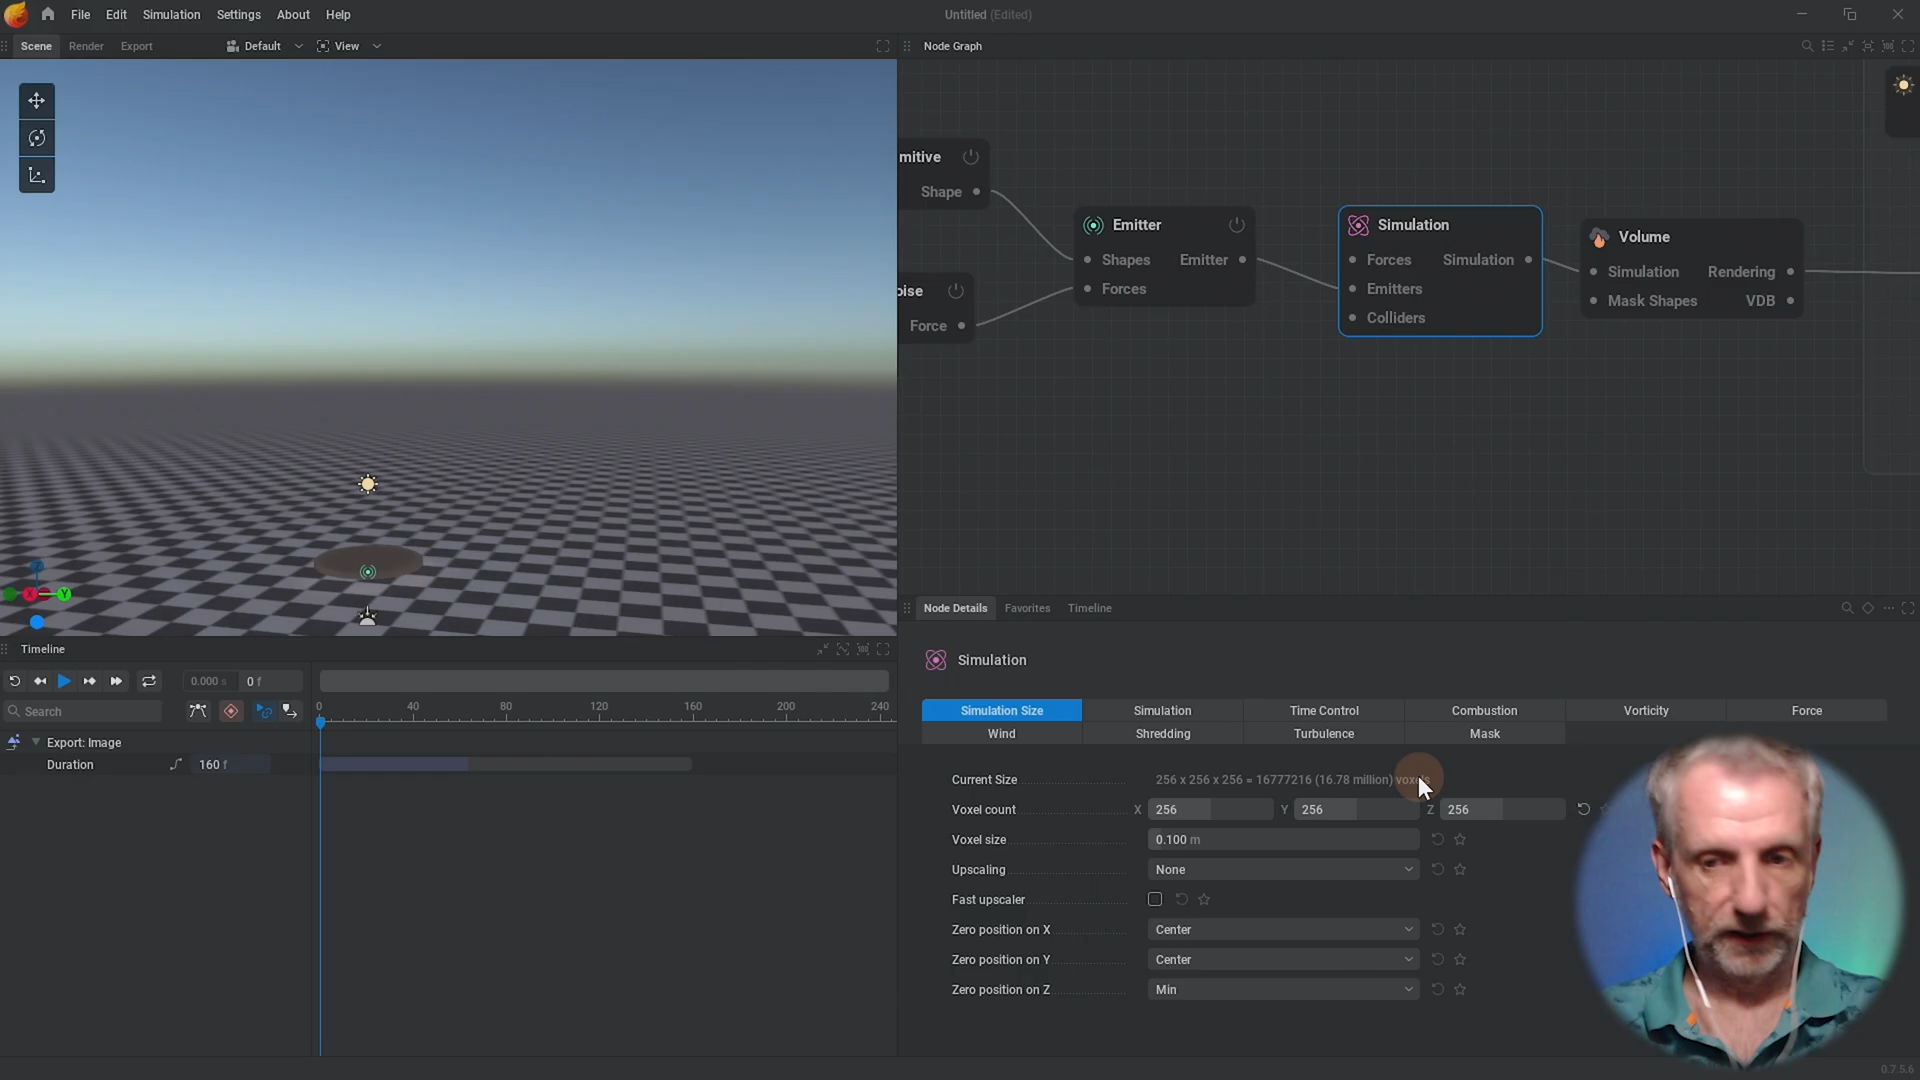 File Edit Simulation Settings About Help
Untitled (Edited)
Scene Render Export
Default
View
Node Graph
mitive
Shape
oise
Force
Emitter
Shapes Emitter
Forces
Simulation
Forces Simulation
Emitters
Colliders
Volume
Simulation Rendering
Mask Shapes VDB
X Y
Timeline
0.000 s 0 f
Search
0 40 80 120 160 200 240
Export: Image
Duration 160 f
Node Details Favorites Timeline
Simulation
Simulation Size Simulation Time Control Combustion Vorticity Force
Wind Shredding Turbulence Mask
Current Size 256 x 256 x 256 = 16777216 (16.78 million) voxels
Voxel count X 256 Y 256 Z 256
Voxel size 0.100 m
Upscaling None
Fast upscaler
Zero position on X Center
Zero position on Y Center
Zero position on Z Min
0.7.5.6